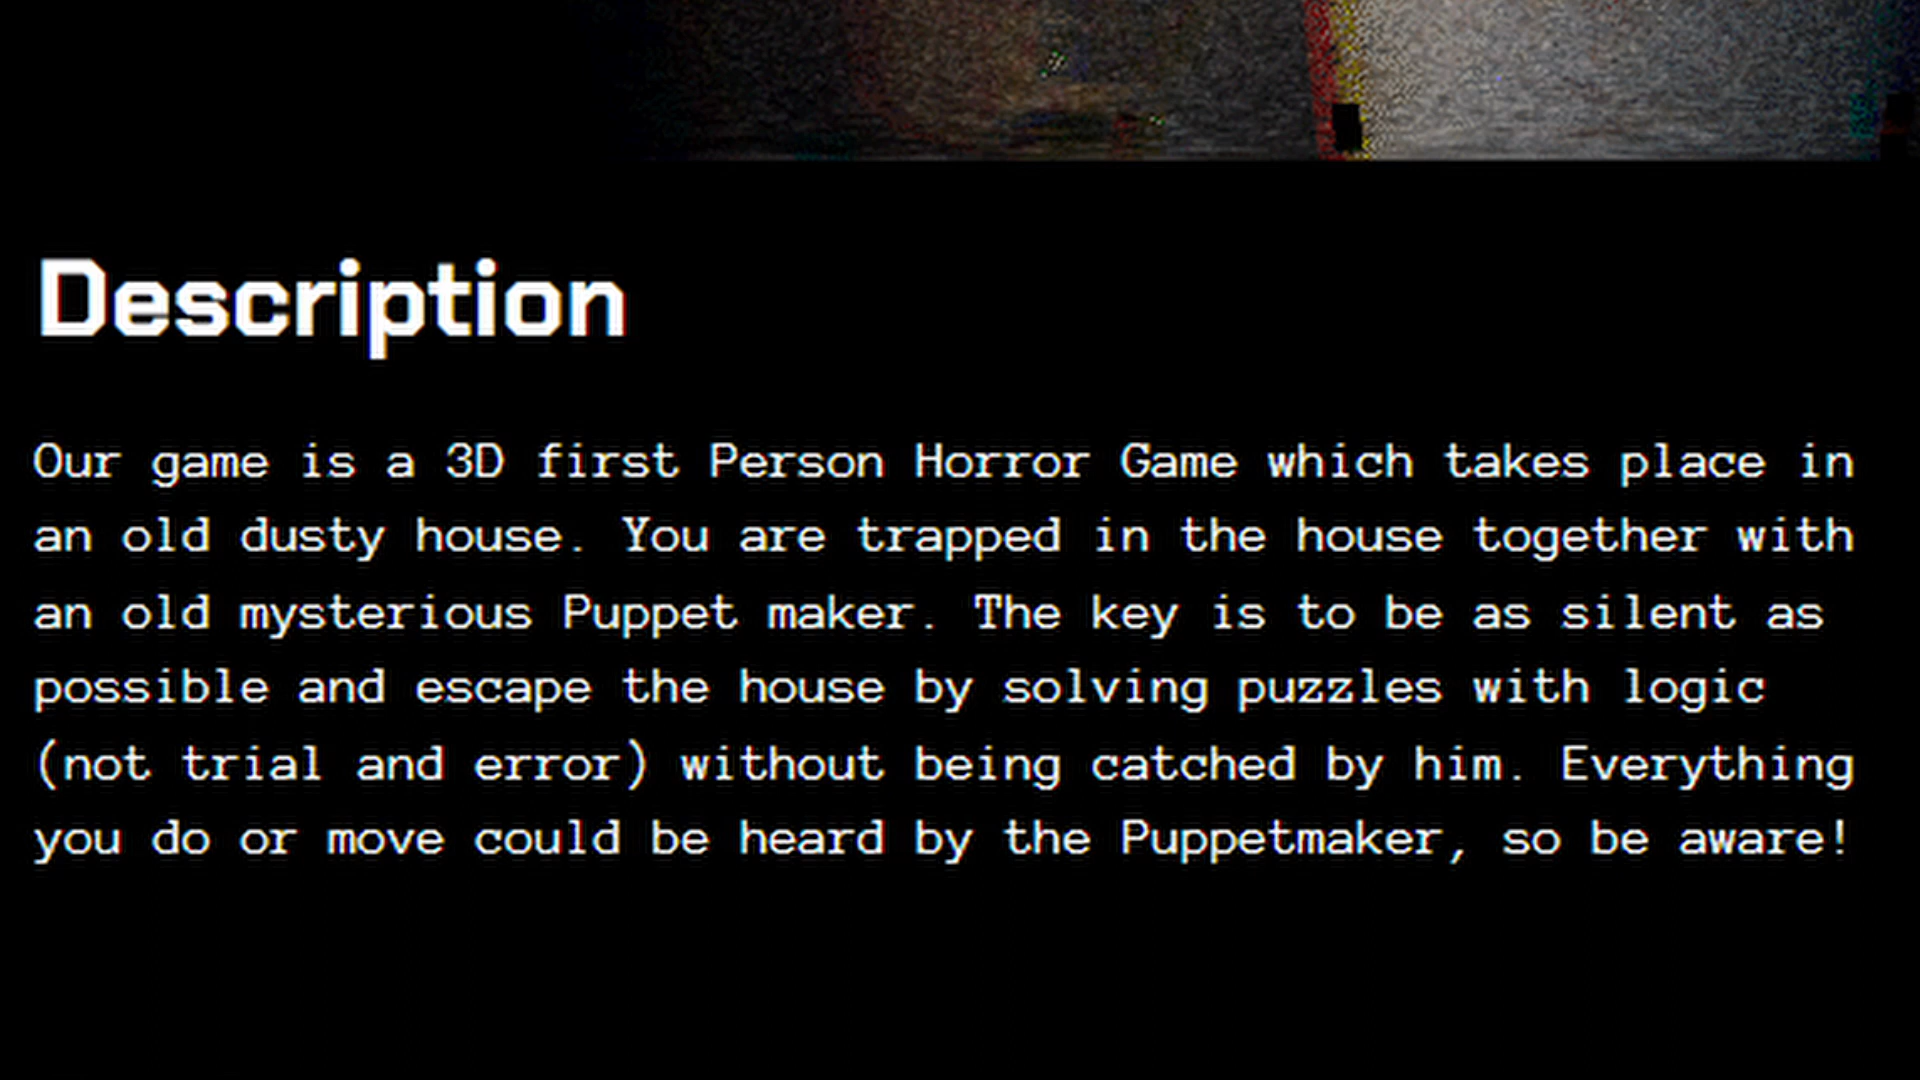 Description
Our game is a 3D first Person Horror Game which takes place in
an old dusty house. You are trapped in the house together with
an old mysterious Puppet maker. The key is to be as silent as
possible and escape the house by solving puzzles with logic
(not trial and error) without being catched by him. Everything
you do or move could be heard by the Puppetmaker, so be aware!